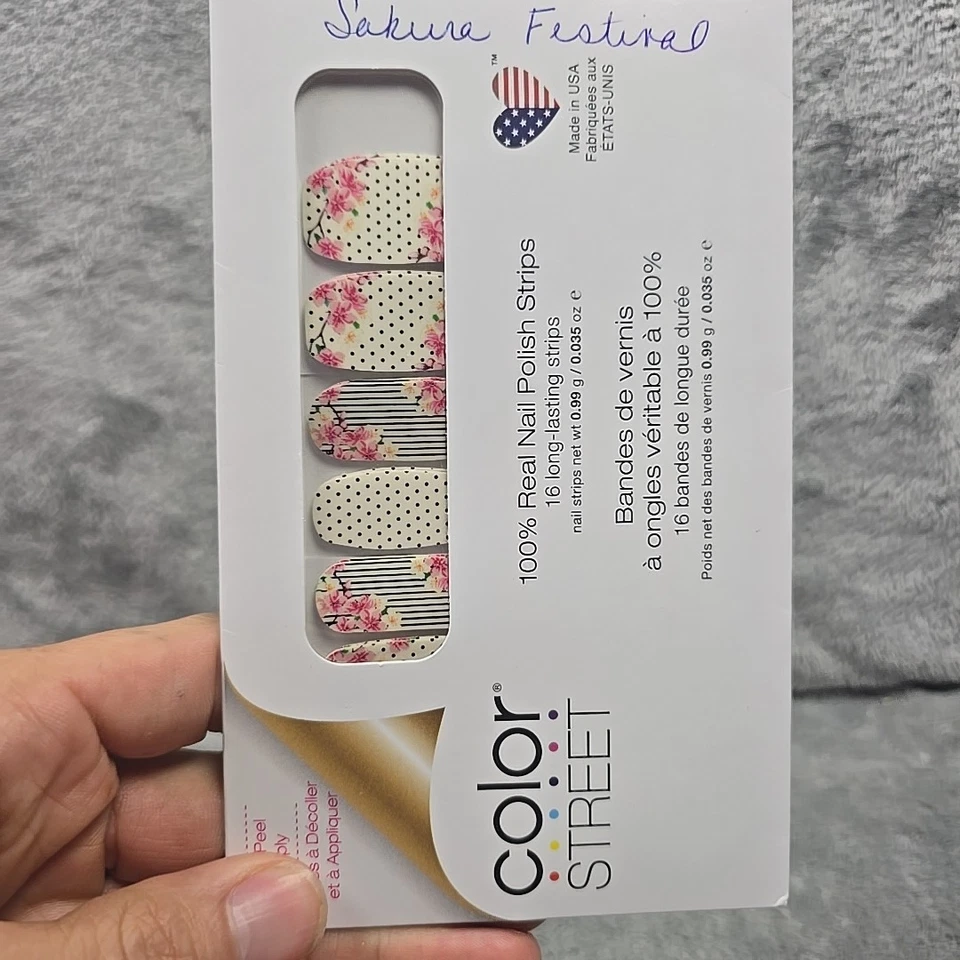 Sakura Festival
™
Made in USA
Fabriquées aux
ÉTATS-UNIS
100% Real Nail Polish Strips
16 long-lasting strips
nail strips net wt 0.99 g / 0.035 oz e
Bandes de vernis
à ongles véritable à 100%
16 bandes de longue durée
Poids net des bandes de vernis 0.99 g / 0.035 oz e
color®
STREET
Peel
à Décoller
et à Appliquer